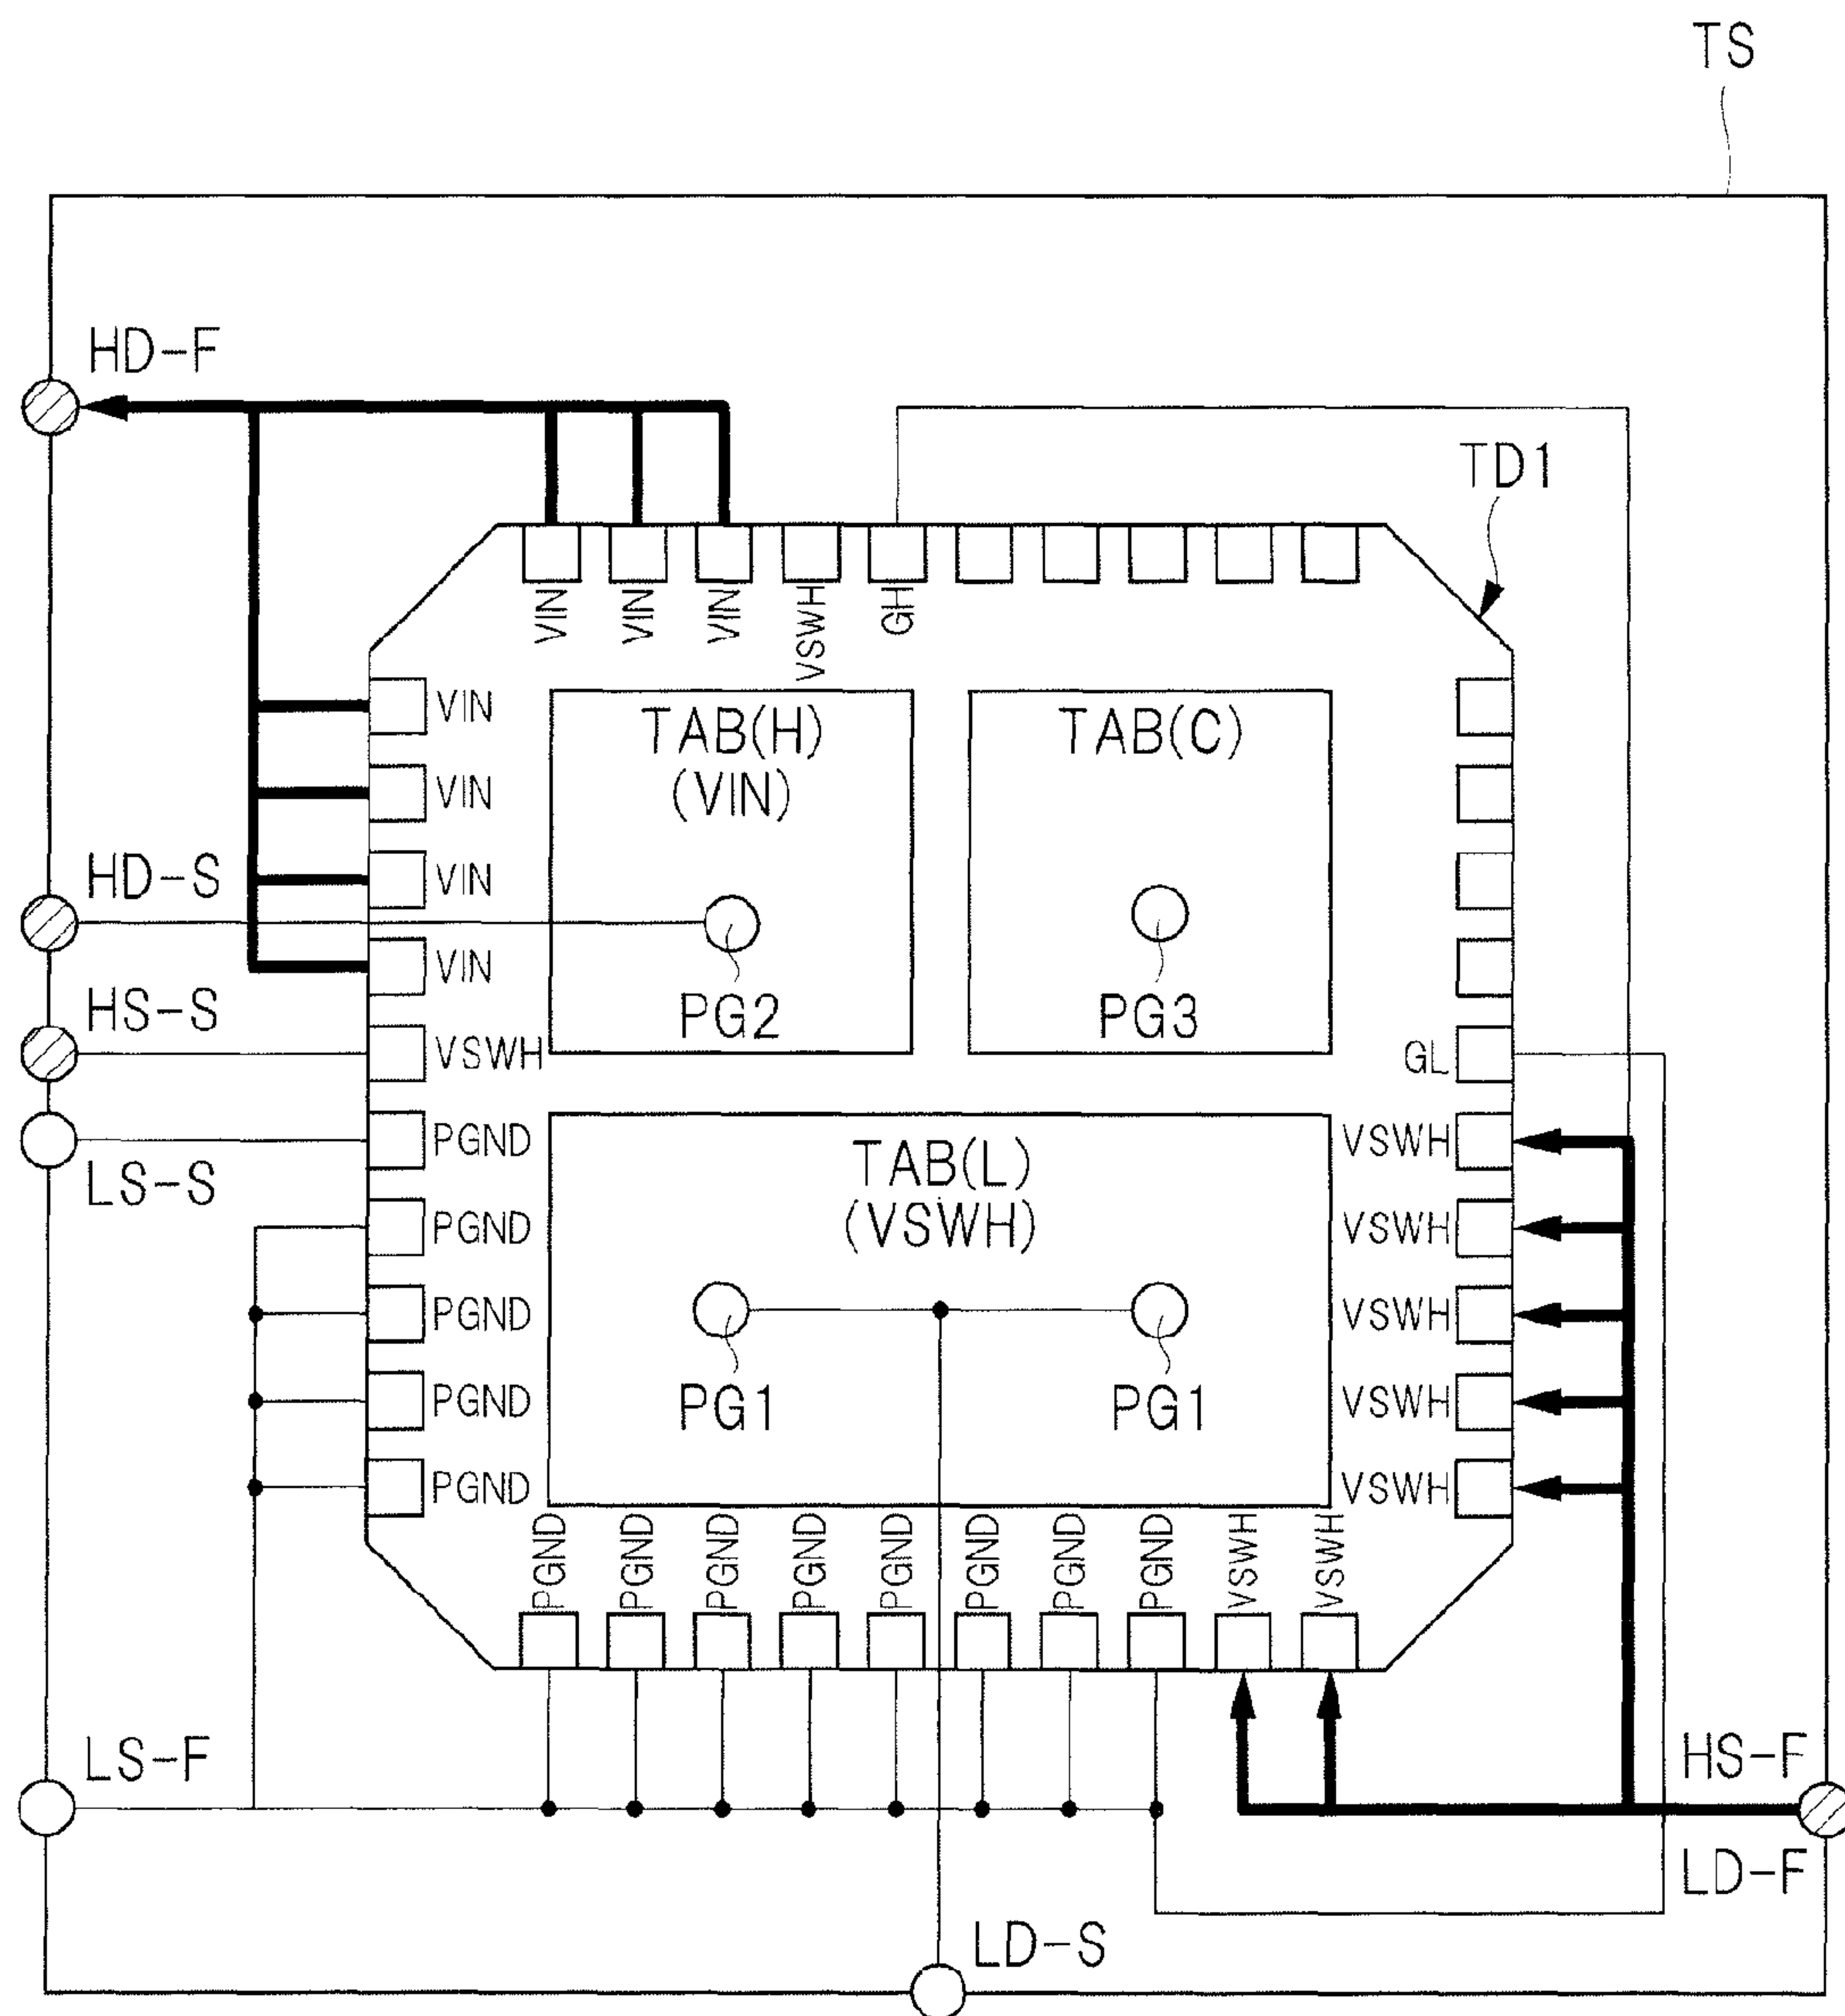 TS
HD-F
TD1
VIN
VIN
VIN
VSWH
GH
VIN
VIN
VIN
VIN
VSWH
PGND
PGND
PGND
PGND
PGND
TAB(H)
(VIN)
PG2
TAB(C)
PG3
HD-S
HS-S
LS-S
GL
VSWH
VSWH
VSWH
VSWH
VSWH
TAB(L)
(VSWH)
PG1
PG1
PGND
PGND
PGND
PGND
PGND
PGND
PGND
PGND
VSWH
VSWH
LS-F
HS-F
LD-F
LD-S